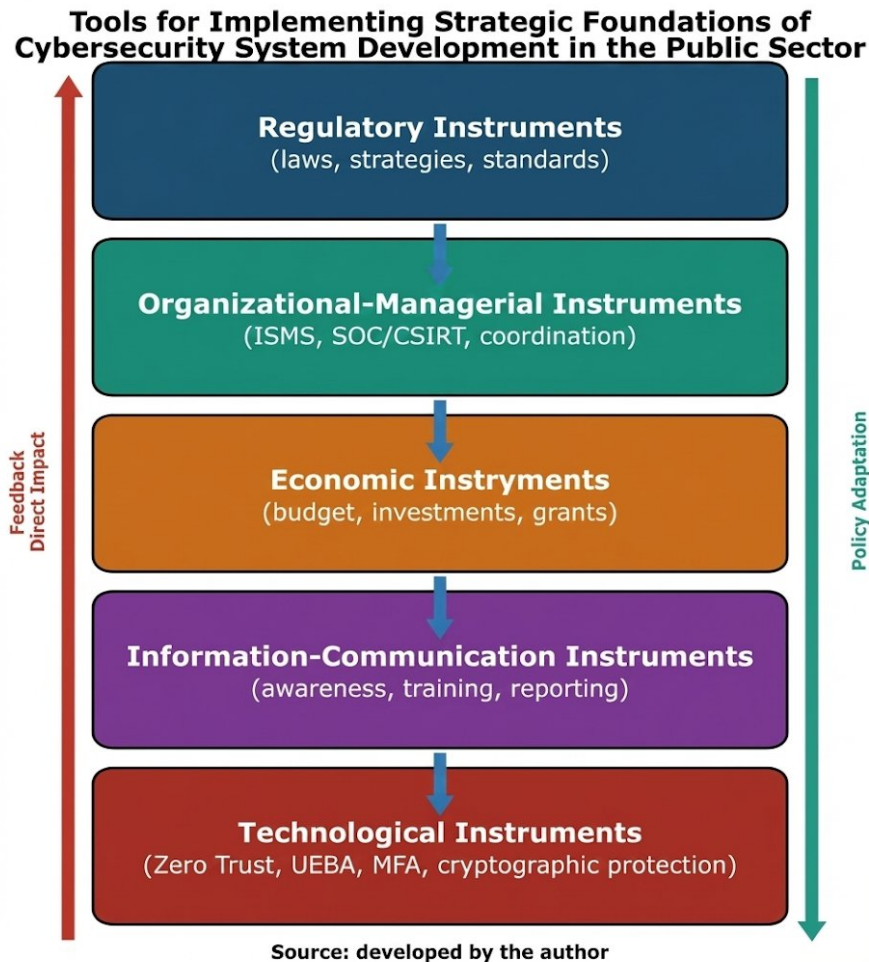 Tools for Implementing Strategic Foundations of
Cybersecurity System Development in the Public Sector
Regulatory Instruments
(laws, strategies, standards)
Organizational-Managerial Instruments
(ISMS, SOC/CSIRT, coordination)
Economic Instryments
(budget, investments, grants)
Information-Communication Instruments
(awareness, training, reporting)
Technological Instruments
(Zero Trust, UEBA, MFA, cryptographic protection)
Feedback
Direct Impact
Policy Adaptation
Source: developed by the author